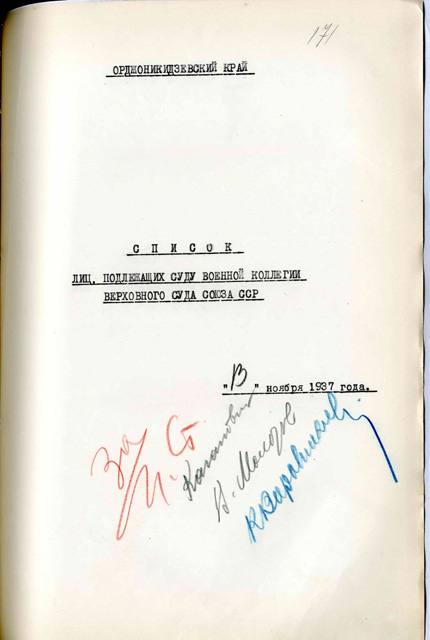 171
ОРДЖОНИКИДЗЕВСКИЙ КРАЙ
С П И С О К
ЛИЦ, ПОДЛЕЖАЩИХ СУДУ ВОЕННОЙ КОЛЛЕГИИ
ВЕРХОВНОГО СУДА СОЮЗА ССР
"13" ноября 1937 года.
За
И. Ст
Каганович
В. Молотов
К Ворошилов